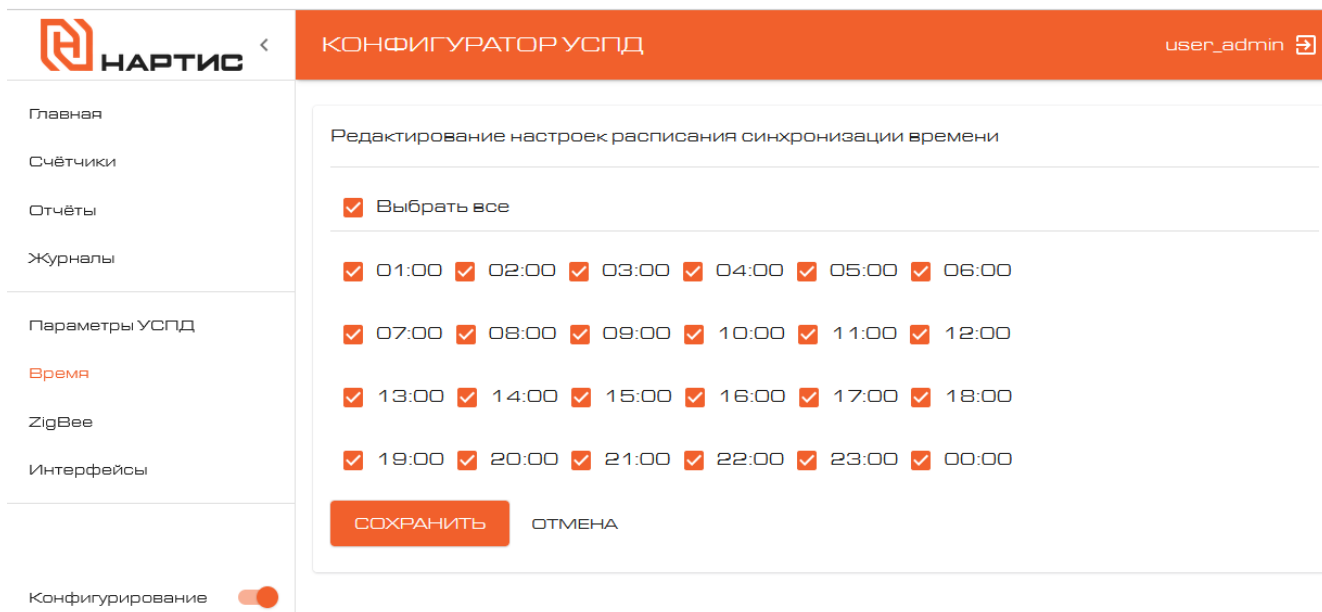 НАРТИС
КОНФИГУРАТОР УСПД
user_admin
Главная
Счётчики
Отчёты
Журналы
Параметры УСПД
Время
ZigBee
Интерфейсы
Конфигурирование
Редактирование настроек расписания синхронизации времени
Выбрать все
01:00 02:00 03:00 04:00 05:00 06:00
07:00 08:00 09:00 10:00 11:00 12:00
13:00 14:00 15:00 16:00 17:00 18:00
19:00 20:00 21:00 22:00 23:00 00:00
СОХРАНИТЬ ОТМЕНА